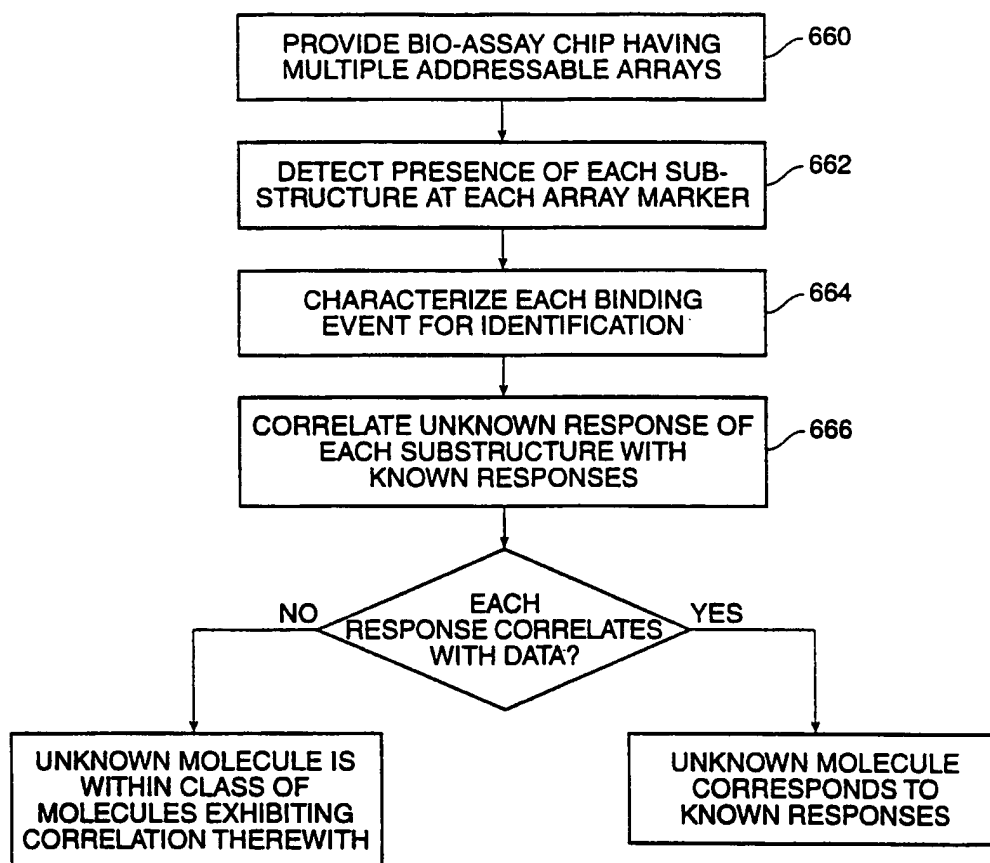 PROVIDE BIO-ASSAY CHIP HAVING
MULTIPLE ADDRESSABLE ARRAYS
660
DETECT PRESENCE OF EACH SUB-
STRUCTURE AT EACH ARRAY MARKER
662
CHARACTERIZE EACH BINDING
EVENT FOR IDENTIFICATION
664
CORRELATE UNKNOWN RESPONSE OF
EACH SUBSTRUCTURE WITH
KNOWN RESPONSES
666
EACH
RESPONSE CORRELATES
WITH DATA?
NO
YES
UNKNOWN MOLECULE IS
WITHIN CLASS OF
MOLECULES EXHIBITING
CORRELATION THEREWITH
UNKNOWN MOLECULE
CORRESPONDS TO
KNOWN RESPONSES